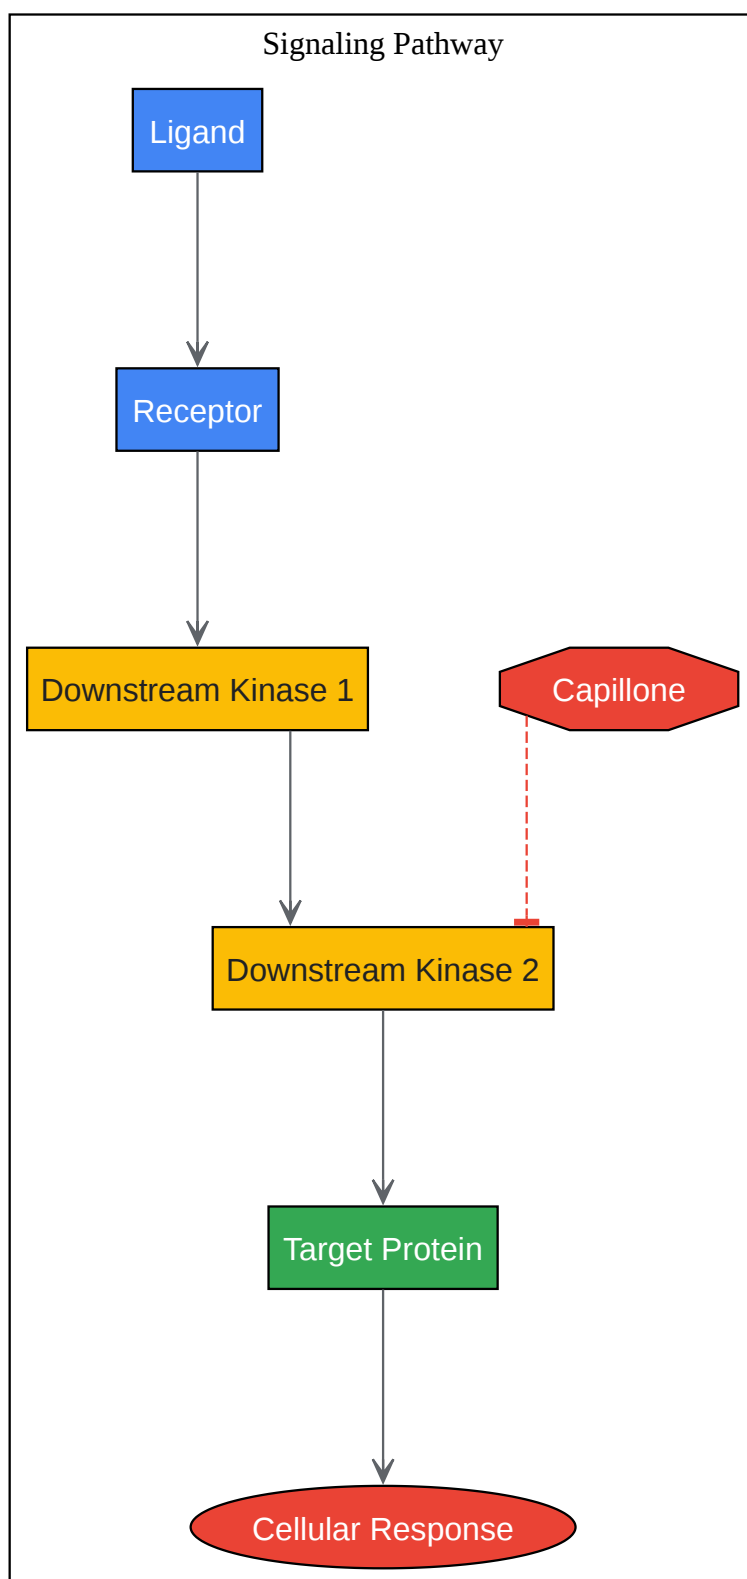 Signaling Pathway
Ligand
Receptor
Downstream Kinase 1
Capillone
Downstream Kinase 2
Target Protein
Cellular Response